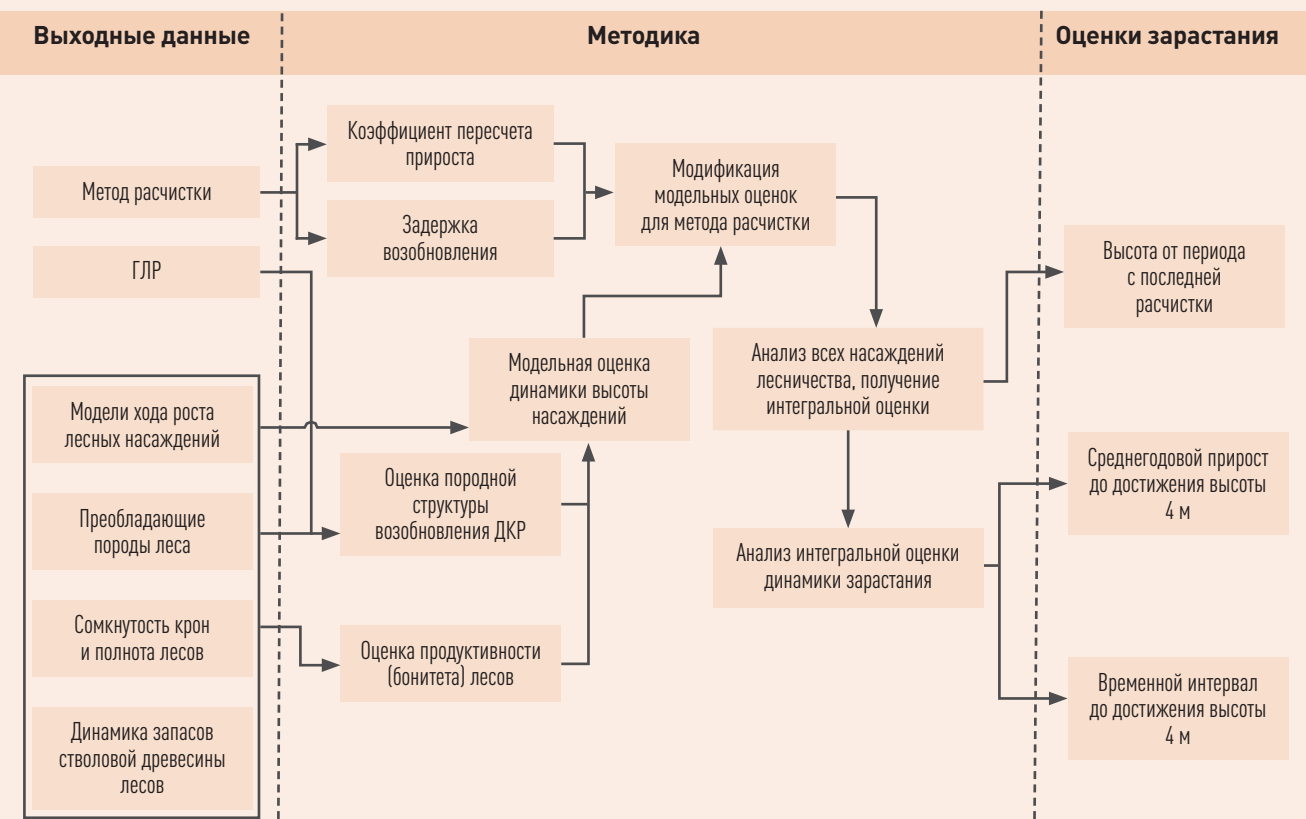 Выходные данные
Методика
Оценки зарастания
Метод расчистки
ГЛР
Модели хода роста
лесных насаждений
Преобладающие
породы леса
Сомкнутость крон
и полнота лесов
Динамика запасов
стволовой древесины
лесов
Коэффициент пересчета
прироста
Задержка
возобновления
Модификация
модельных оценок
для метода расчистки
Модельная оценка
динамики высоты
насаждений
Оценка породной
структуры
возобновления ДКР
Оценка продуктивности
(бонитета) лесов
Анализ всех насаждений
лесничества, получение
интегральной оценки
Анализ интегральной оценки
динамики зарастания
Высота от периода
с последней
расчистки
Среднегодовой прирост
до достижения высоты
4 м
Временной интервал
до достижения высоты
4 м